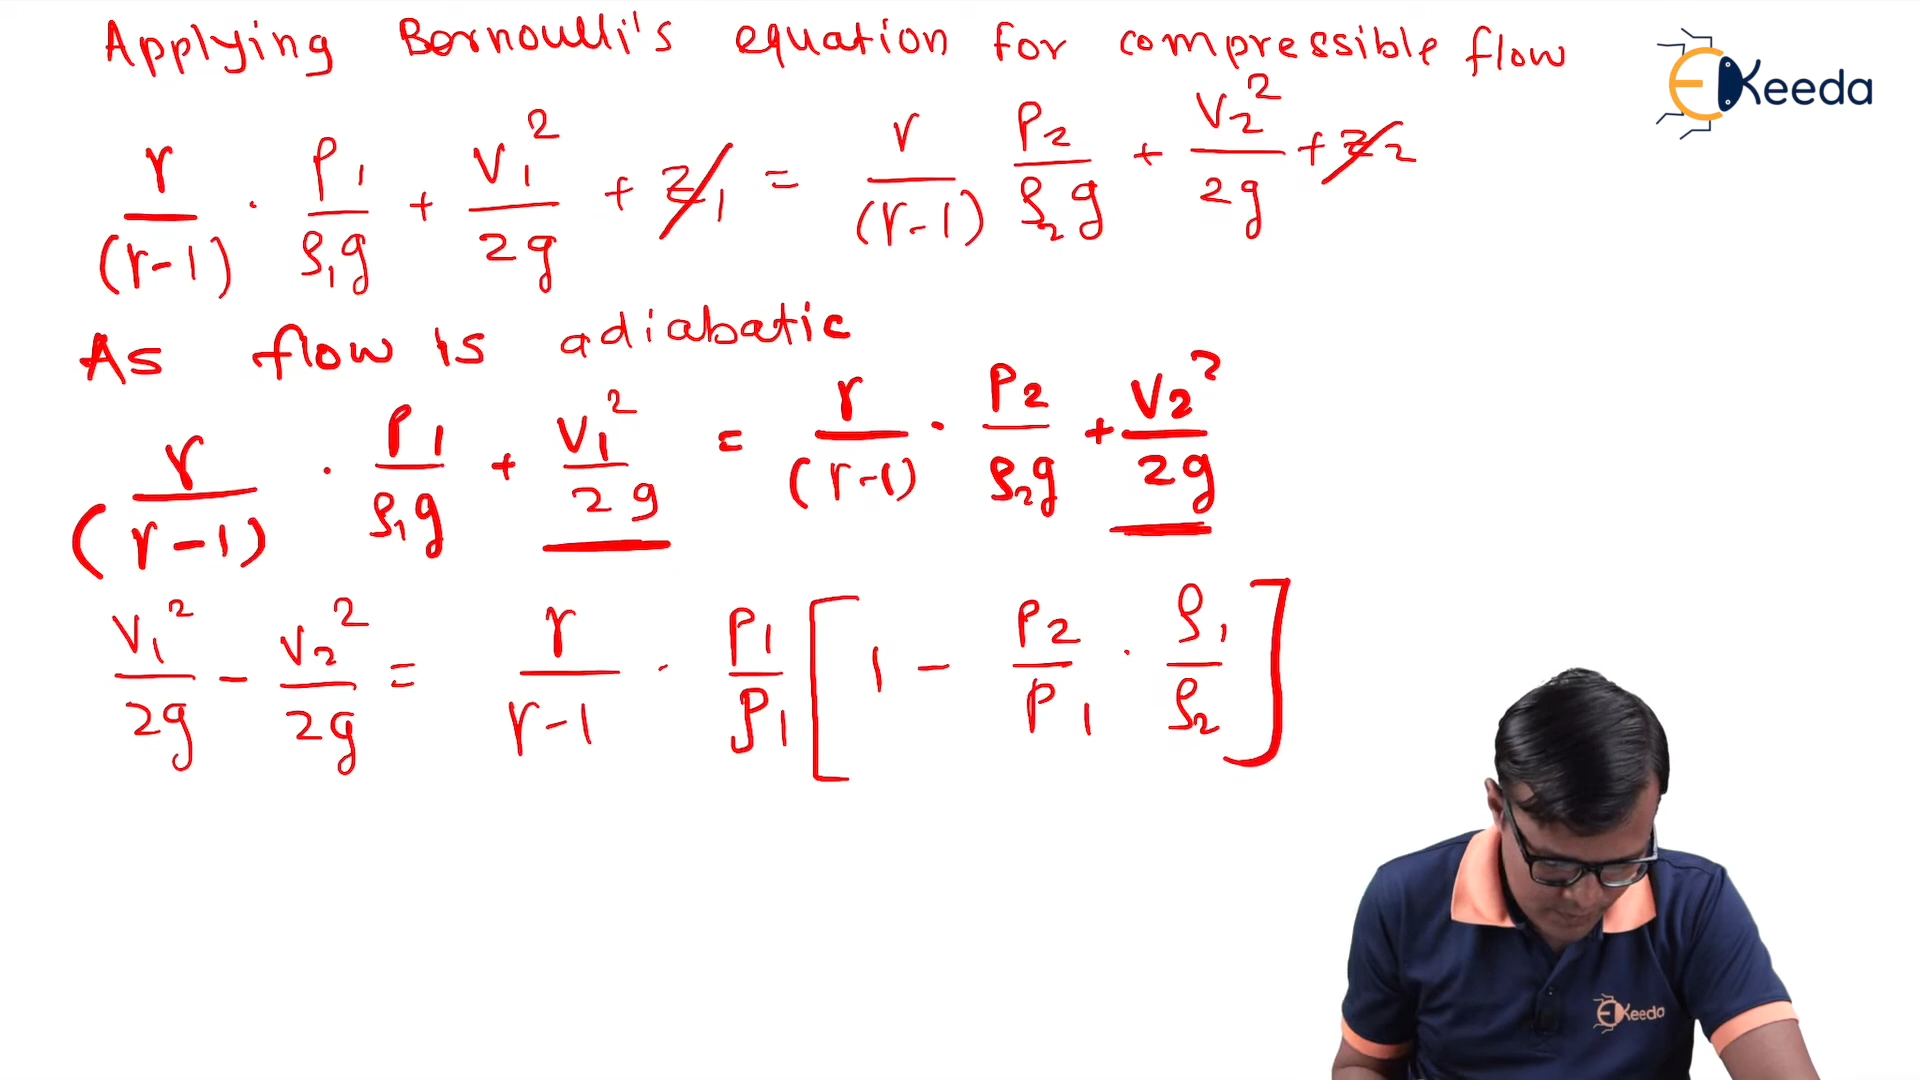 Applying Bernoulli's equation for compressible flow
EKeeda
r/(r-1) · P1/ρ1g + V1²/2g + Z1 = r/(r-1) P2/ρ2g + V2²/2g + Z2
As flow is adiabatic
r/(r-1) · P1/ρ1g + V1²/2g = r/(r-1) · P2/ρ2g + V2²/2g
V1²/2g - V2²/2g = r/r-1 · P1/ρ1 [1 - P2/P1 · ρ1/ρ2]
EKeeda